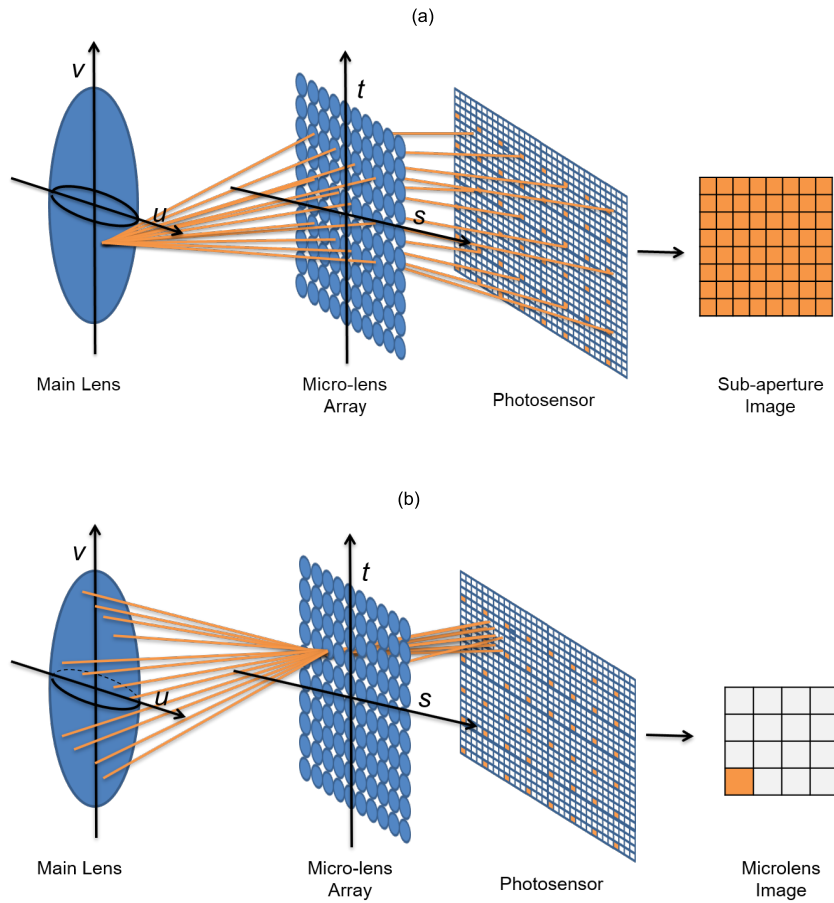 (a)
v
t
u
s
Main Lens
Micro-lens
Array
Photosensor
Sub-aperture
Image
(b)
v
t
u
s
Main Lens
Micro-lens
Array
Photosensor
Microlens
Image